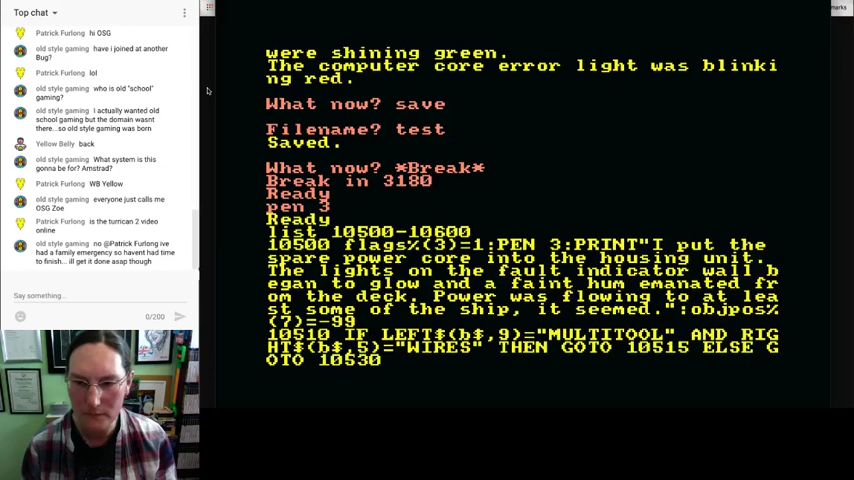 Top chat
Patrick Furlong hi OSG
old style gaming have i joined at another
Bug?
Patrick Furlong lol
old style gaming who is old "school"
gaming?
old style gaming I actually wanted old
school gaming but the domain wasnt
there...so old style gaming was born
Yellow Belly back
old style gaming What system is this
gonna be for? Amstrad?
Patrick Furlong WB Yellow
old style gaming everyone just calls me
OSG Zoe
Patrick Furlong is the turrican 2 video
online
old style gaming no @Patrick Furlong ive
had a family emergency so havent had time
to finish... ill get it done asap though
Say something...
0/200
were shining green.
The computer core error light was blinki
ng red.
What now? save
Filename? test
Saved.
What now? *Break*
Break in 3180
Ready
pen 3
Ready
list 10500-10600
10500 flags%(3)=1:PEN 3:PRINT"I put the
spare power core into the housing unit.
The lights on the fault indicator wall b
egan to glow and a faint hum emanated fr
om the deck. Power was flowing to at lea
st some of the ship, it seemed.":objpos%
(7)=-99
10510 IF LEFT$(b$,9)="MULTITOOL" AND RIG
HT$(b$,5)="WIRES" THEN GOTO 10515 ELSE G
OTO 10530